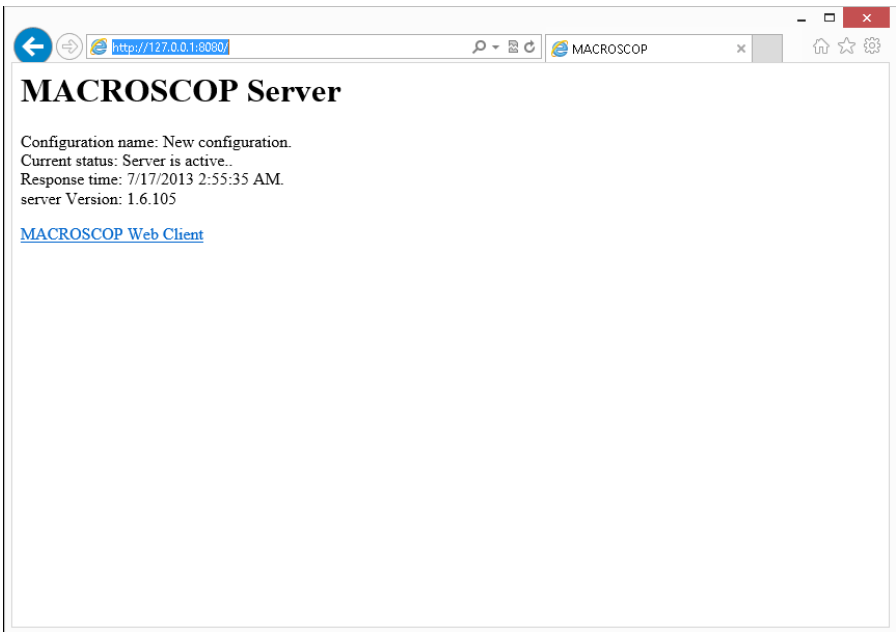 http://127.0.0.1:8080/
MACROSCOP
MACROSCOP Server
Configuration name: New configuration.
Current status: Server is active..
Response time: 7/17/2013 2:55:35 AM.
server Version: 1.6.105
MACROSCOP Web Client